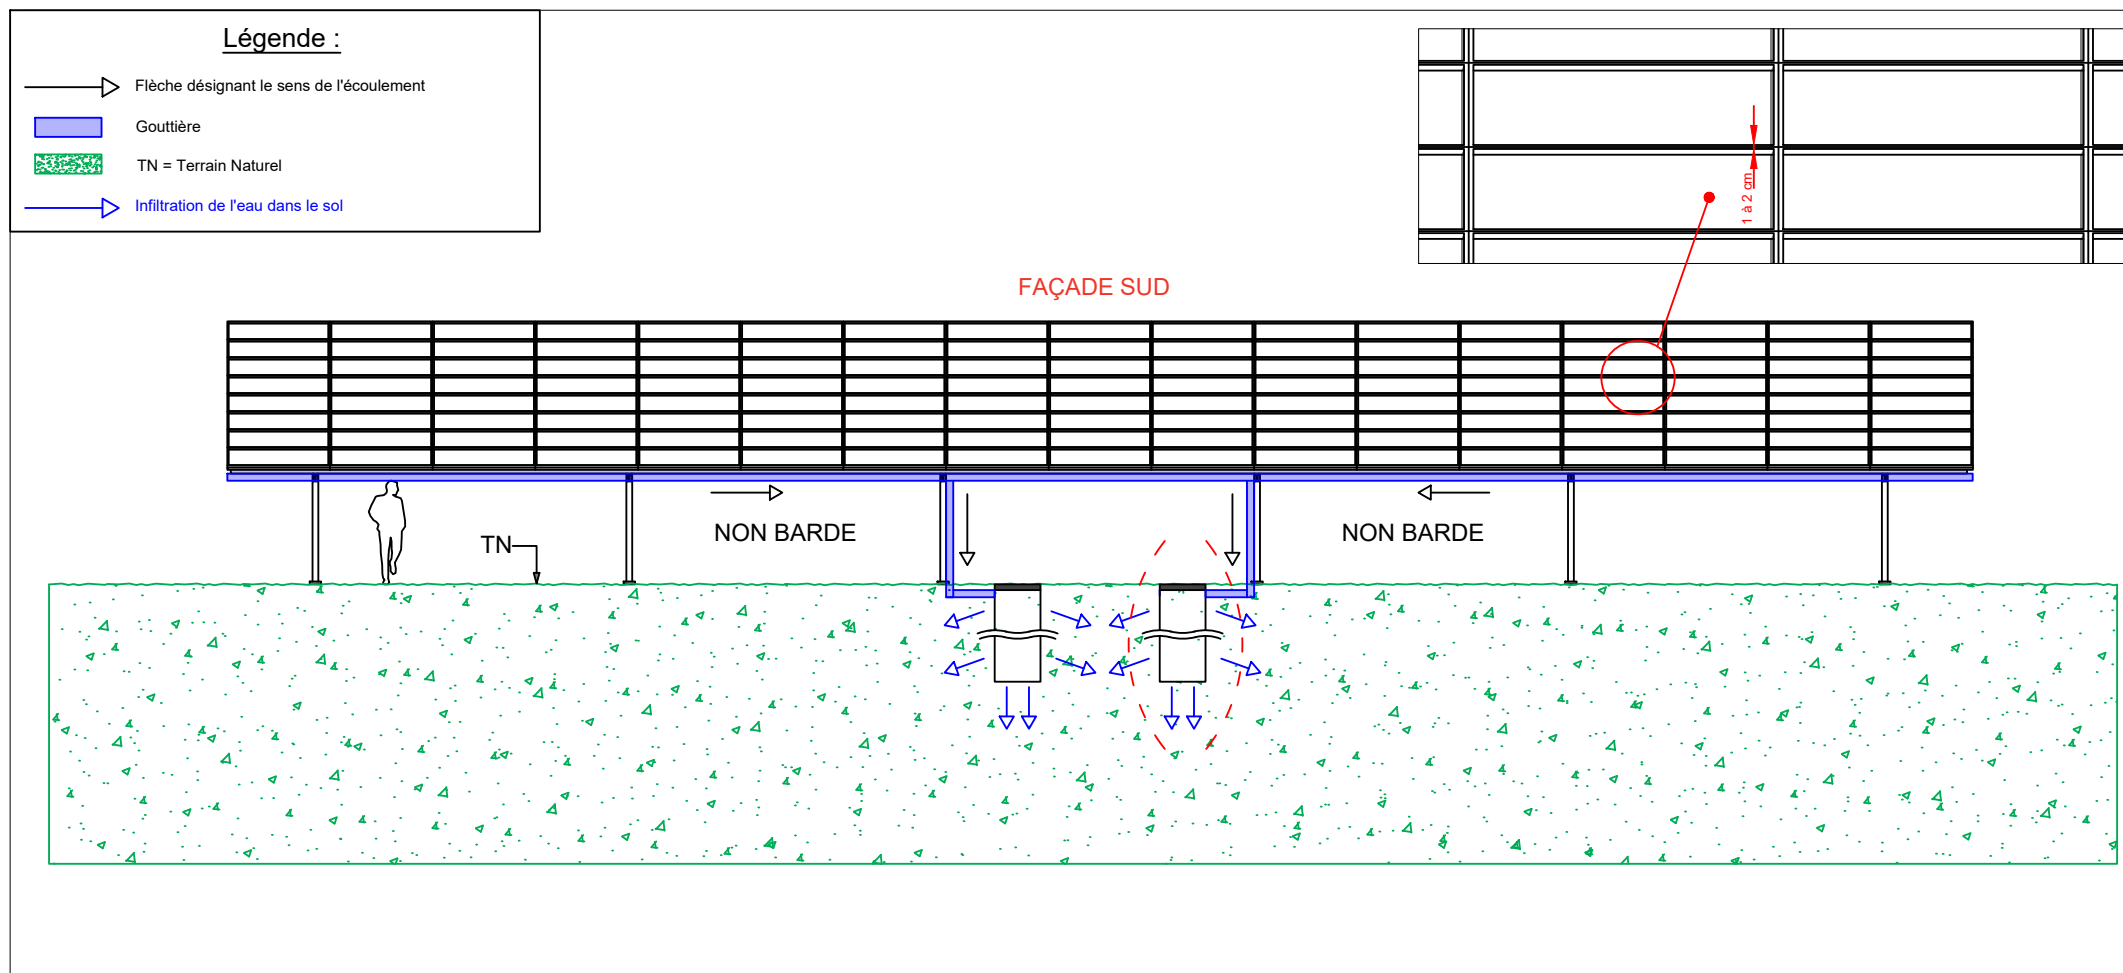 Légende :
Flèche désignant le sens de l'écoulement
Gouttière
TN = Terrain Naturel
Infiltration de l'eau dans le sol
1 à 2 cm
FAÇADE SUD
NON BARDE
NON BARDE
TN